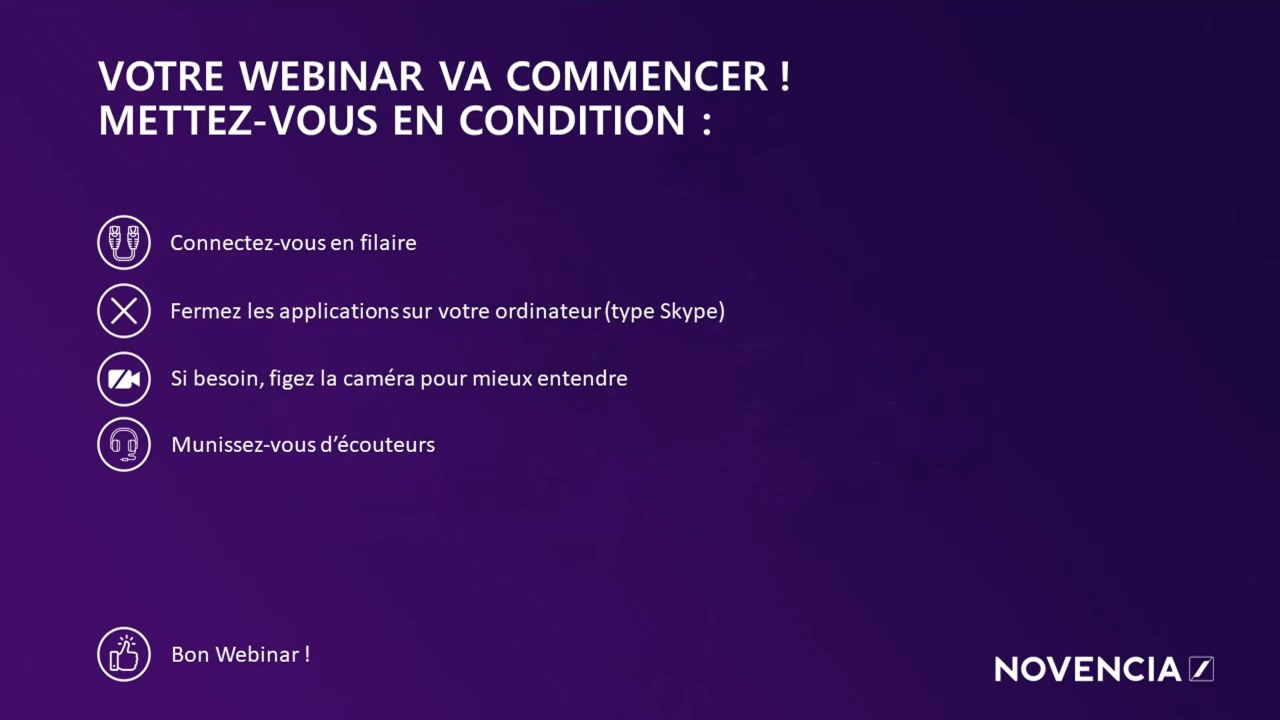 VOTRE WEBINAR VA COMMENCER !
METTEZ-VOUS EN CONDITION :
Connectez-vous en filaire
Fermez les applications sur votre ordinateur (type Skype)
Si besoin, figez la caméra pour mieux entendre
Munissez-vous d’écouteurs
Bon Webinar !
NOVENCIA